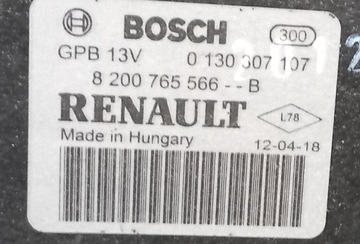 BOSCH 300
GPB 13V 0 130 307 107
8 200 765 566 -- B
RENAULT L78
Made in Hungary 12-04-18